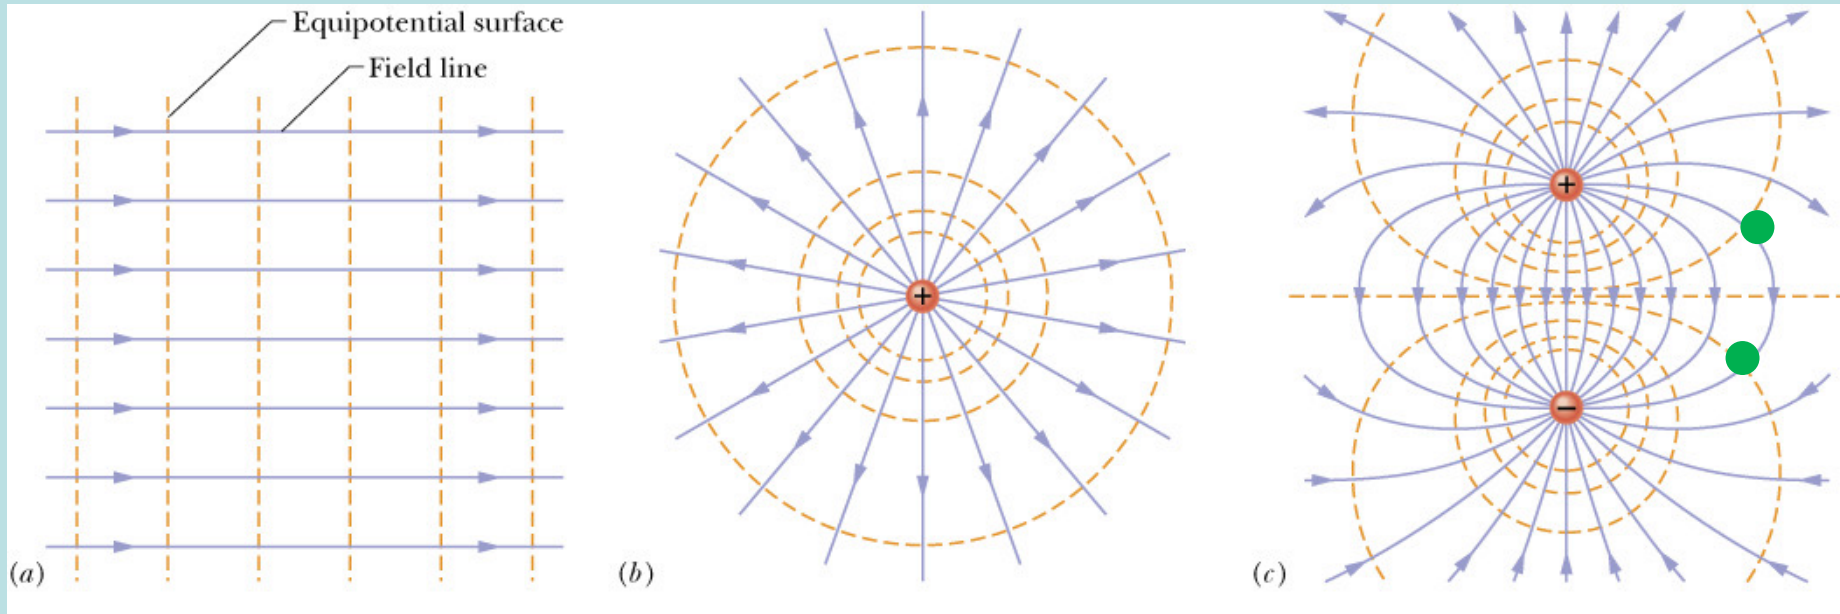 Equipotential surface
Field line
+
+
−
(a)
(b)
(c)